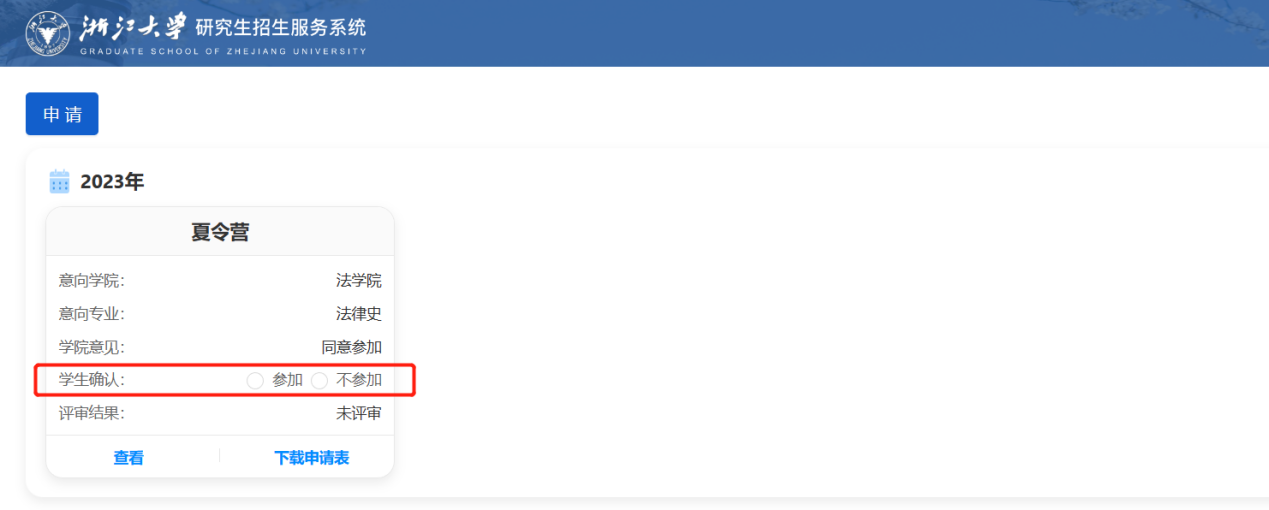 浙江大学 研究生招生服务系统
GRADUATE SCHOOL OF ZHEJIANG UNIVERSITY
申请
2023年
夏令营
意向学院: 法学院
意向专业: 法律史
学院意见: 同意参加
学生确认: 参加 不参加
评审结果: 未评审
查看 下载申请表